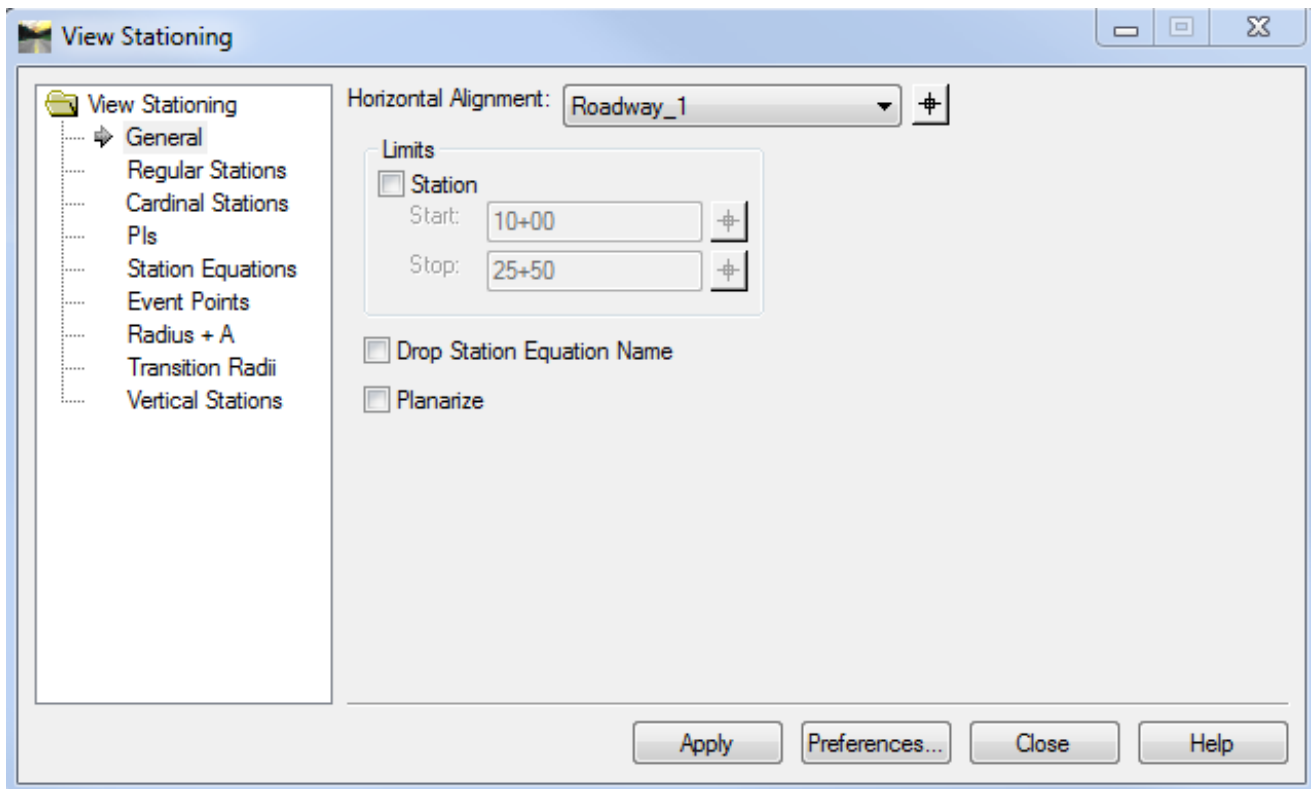 View Stationing
View Stationing
General
Regular Stations
Cardinal Stations
PIs
Station Equations
Event Points
Radius + A
Transition Radii
Vertical Stations
Horizontal Alignment: Roadway_1
Limits
Station
Start: 10+00
Stop: 25+50
Drop Station Equation Name
Planarize
Apply Preferences... Close Help